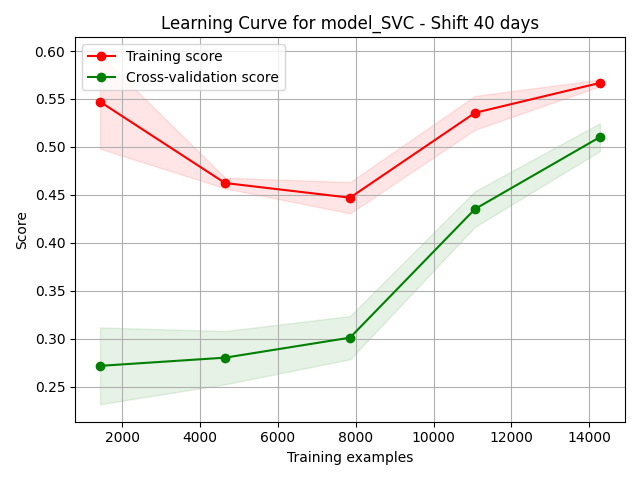 Learning Curve for model_SVC - Shift 40 days
Training score
Cross-validation score
Score
0.60
0.55
0.50
0.45
0.40
0.35
0.30
0.25
2000 4000 6000 8000 10000 12000 14000
Training examples